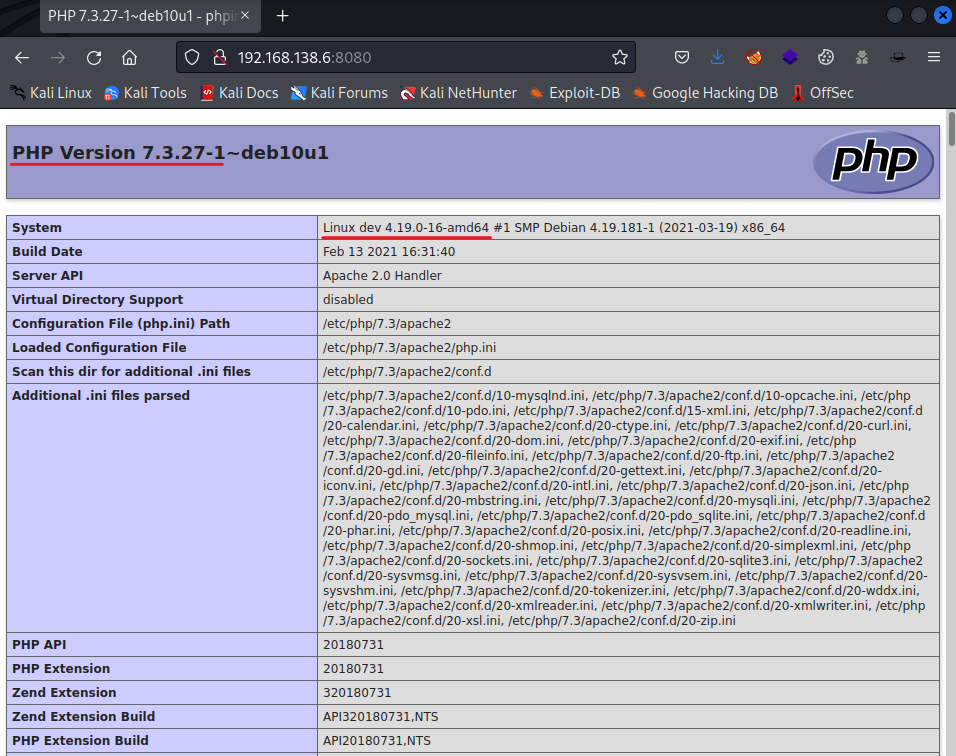 PHP 7.3.27-1~deb10u1 - phpin
192.168.138.6:8080
Kali Linux Kali Tools Kali Docs Kali Forums Kali NetHunter Exploit-DB Google Hacking DB OffSec
PHP Version 7.3.27-1~deb10u1
php
System Linux dev 4.19.0-16-amd64 #1 SMP Debian 4.19.181-1 (2021-03-19) x86_64
Build Date Feb 13 2021 16:31:40
Server API Apache 2.0 Handler
Virtual Directory Support disabled
Configuration File (php.ini) Path /etc/php/7.3/apache2
Loaded Configuration File /etc/php/7.3/apache2/php.ini
Scan this dir for additional .ini files /etc/php/7.3/apache2/conf.d
Additional .ini files parsed /etc/php/7.3/apache2/conf.d/10-mysqlnd.ini, /etc/php/7.3/apache2/conf.d/10-opcache.ini, /etc/php
/7.3/apache2/conf.d/10-pdo.ini, /etc/php/7.3/apache2/conf.d/15-xml.ini, /etc/php/7.3/apache2/conf.d
/20-calendar.ini, /etc/php/7.3/apache2/conf.d/20-ctype.ini, /etc/php/7.3/apache2/conf.d/20-curl.ini,
/etc/php/7.3/apache2/conf.d/20-dom.ini, /etc/php/7.3/apache2/conf.d/20-exif.ini, /etc/php
/7.3/apache2/conf.d/20-fileinfo.ini, /etc/php/7.3/apache2/conf.d/20-ftp.ini, /etc/php/7.3/apache2
/conf.d/20-gd.ini, /etc/php/7.3/apache2/conf.d/20-gettext.ini, /etc/php/7.3/apache2/conf.d/20-
iconv.ini, /etc/php/7.3/apache2/conf.d/20-intl.ini, /etc/php/7.3/apache2/conf.d/20-json.ini, /etc/php
/7.3/apache2/conf.d/20-mbstring.ini, /etc/php/7.3/apache2/conf.d/20-mysqli.ini, /etc/php/7.3/apache2
/conf.d/20-pdo_mysql.ini, /etc/php/7.3/apache2/conf.d/20-pdo_sqlite.ini, /etc/php/7.3/apache2/conf.d
/20-phar.ini, /etc/php/7.3/apache2/conf.d/20-posix.ini, /etc/php/7.3/apache2/conf.d/20-readline.ini,
/etc/php/7.3/apache2/conf.d/20-shmop.ini, /etc/php/7.3/apache2/conf.d/20-simplexml.ini, /etc/php
/7.3/apache2/conf.d/20-sockets.ini, /etc/php/7.3/apache2/conf.d/20-sqlite3.ini, /etc/php/7.3/apache2
/conf.d/20-sysvmsg.ini, /etc/php/7.3/apache2/conf.d/20-sysvsem.ini, /etc/php/7.3/apache2/conf.d/20-
sysvshm.ini, /etc/php/7.3/apache2/conf.d/20-tokenizer.ini, /etc/php/7.3/apache2/conf.d/20-wddx.ini,
/etc/php/7.3/apache2/conf.d/20-xmlreader.ini, /etc/php/7.3/apache2/conf.d/20-xmlwriter.ini, /etc/php
/7.3/apache2/conf.d/20-xsl.ini, /etc/php/7.3/apache2/conf.d/20-zip.ini
PHP API 20180731
PHP Extension 20180731
Zend Extension 320180731
Zend Extension Build API320180731,NTS
PHP Extension Build API20180731,NTS